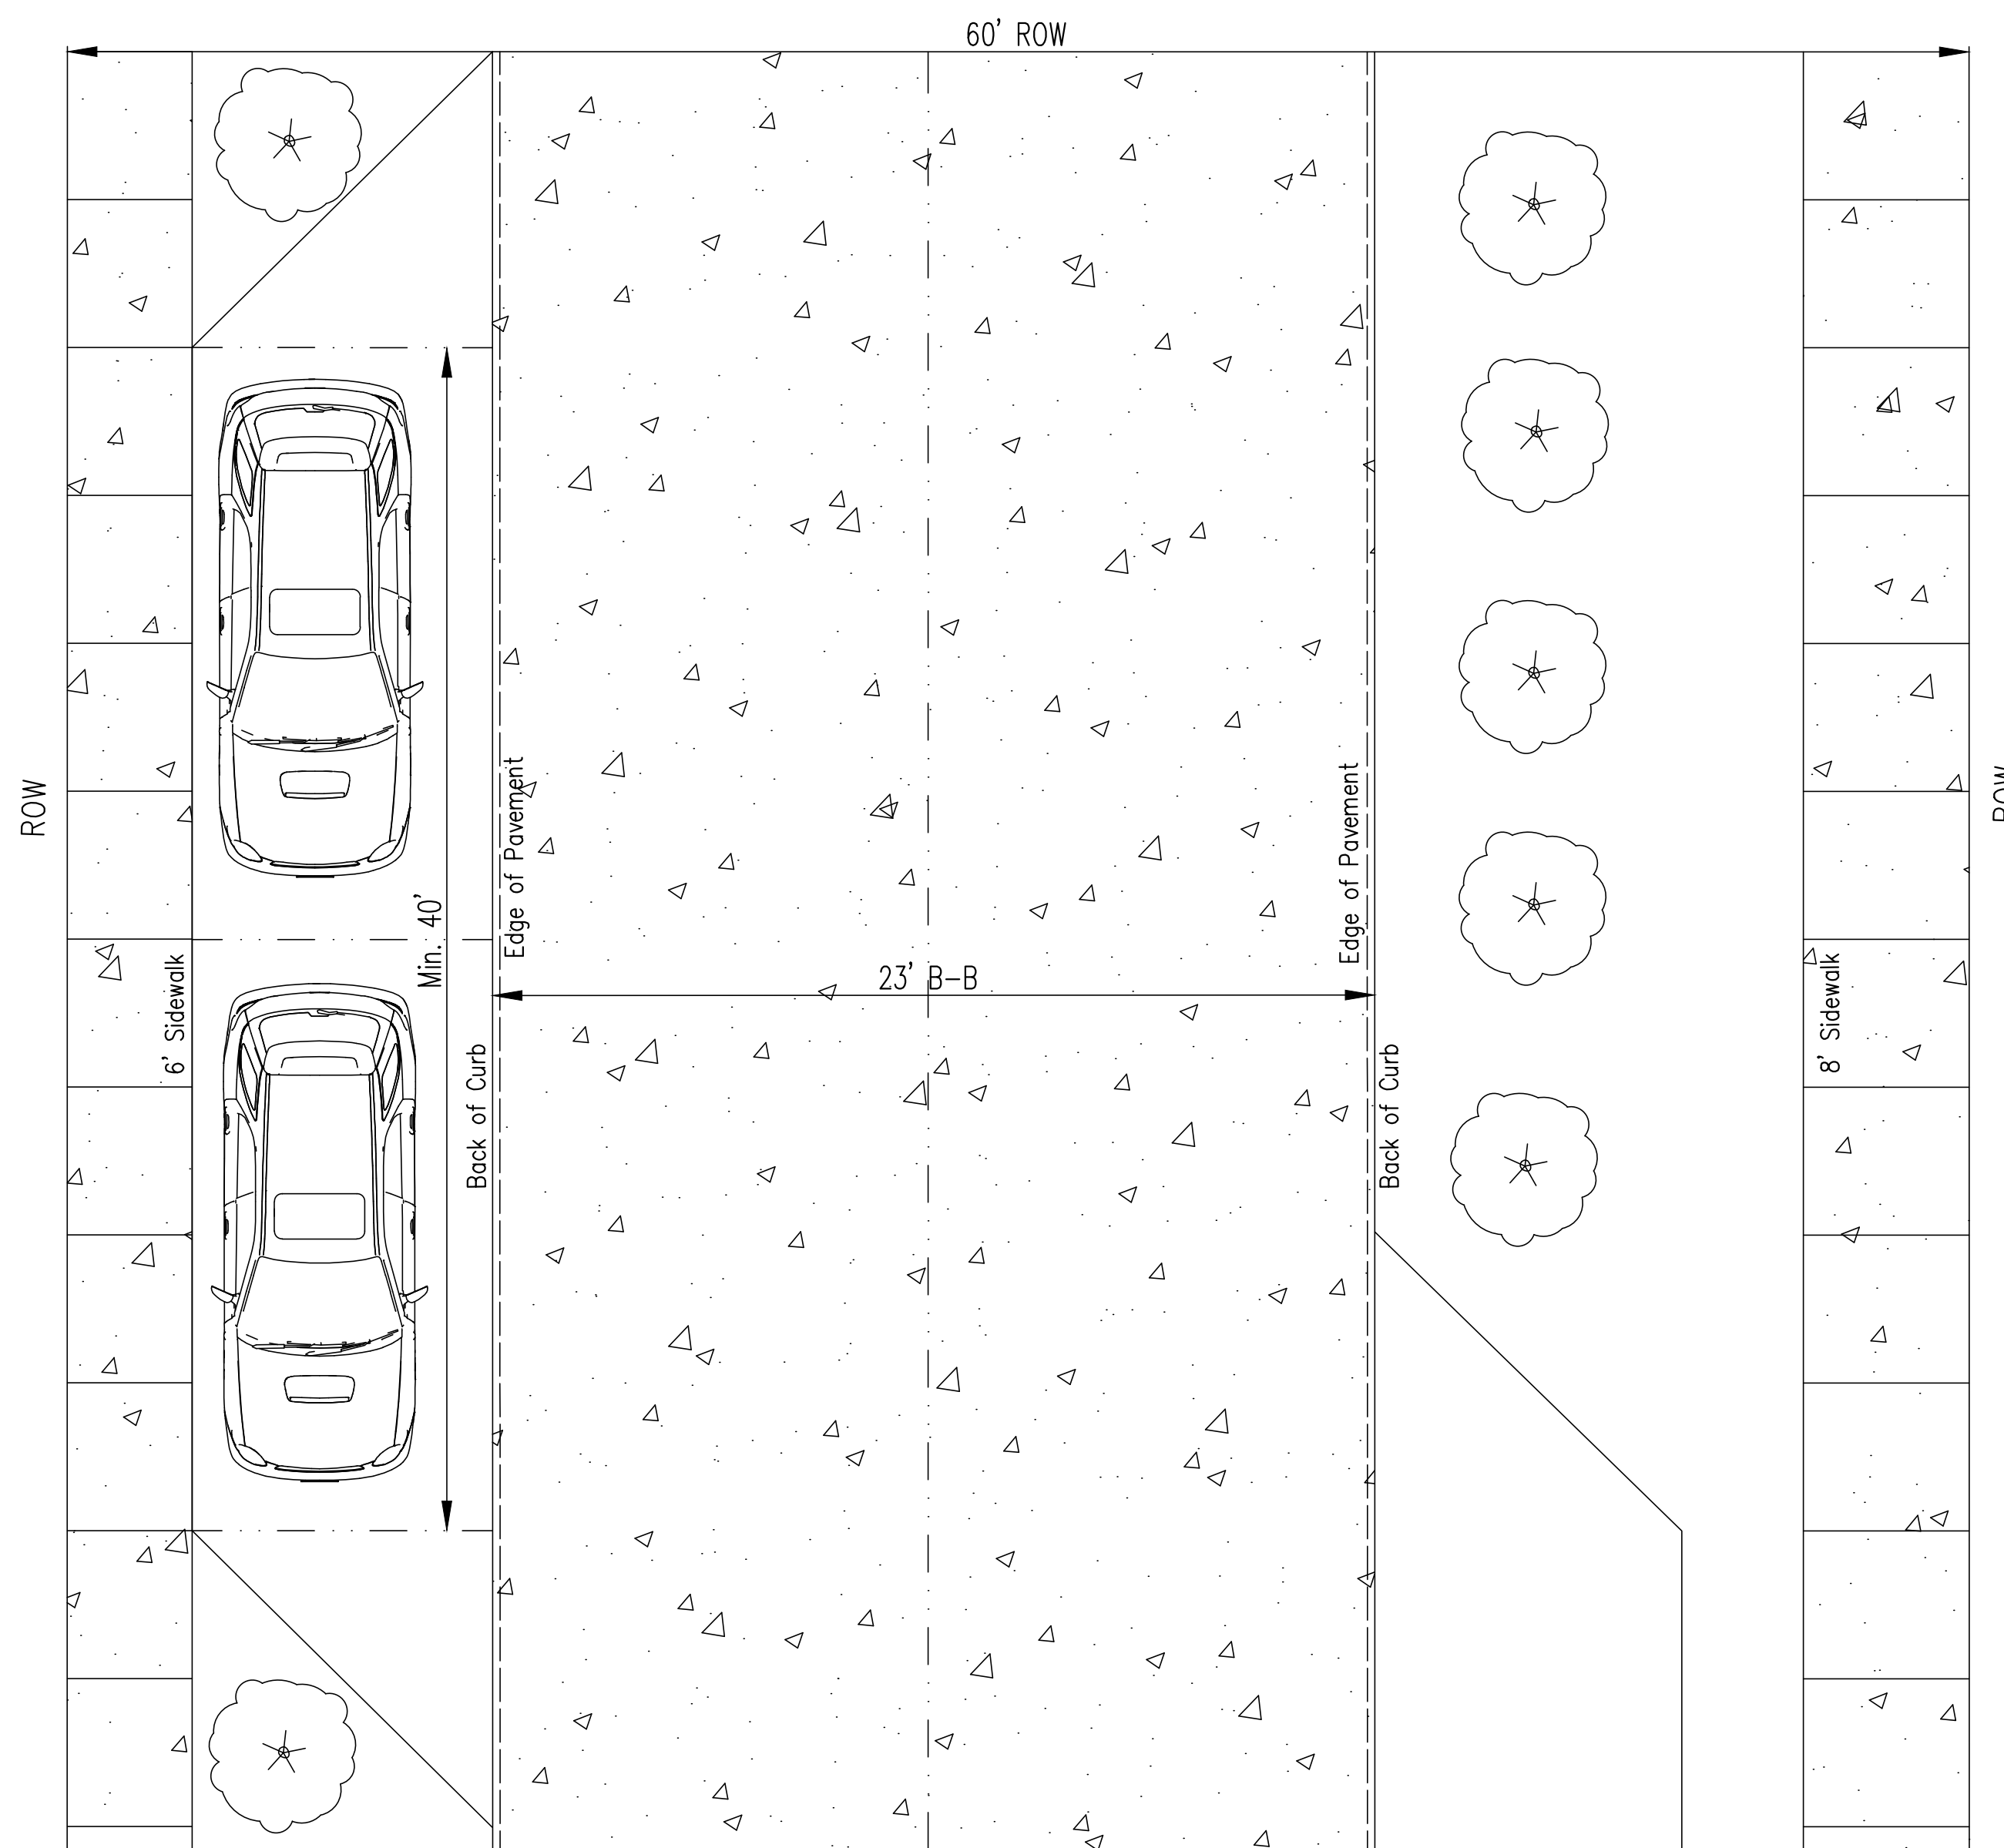 60' ROW
ROW
ROW
Edge of Pavement
Edge of Pavement
Min. 40'
23' B-B
6' Sidewalk
8' Sidewalk
Back of Curb
Back of Curb